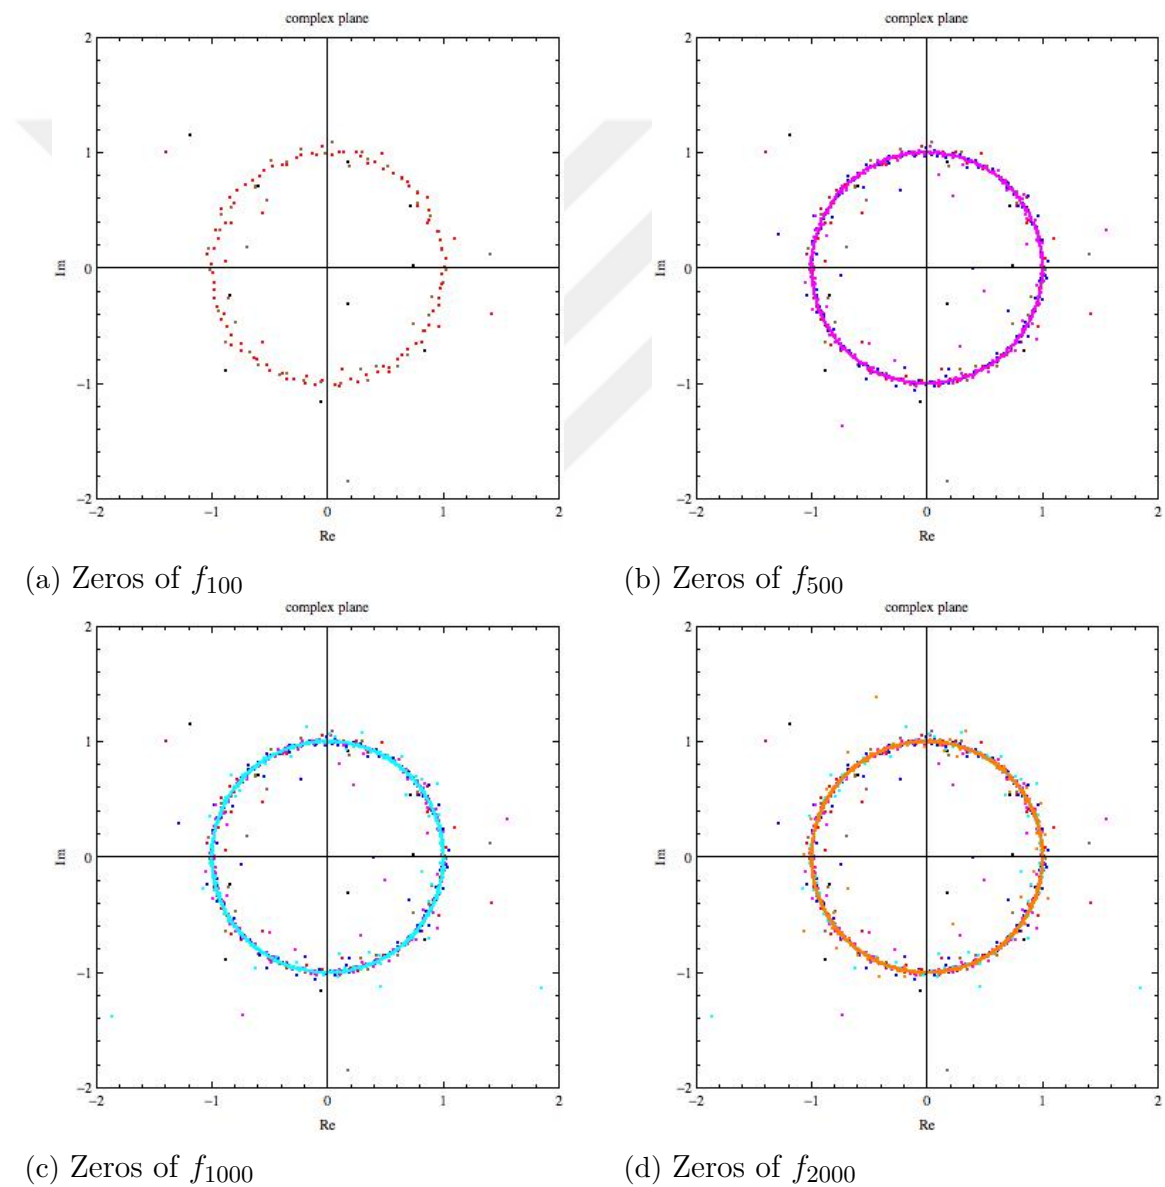 complex plane
complex plane
2
1
0
−1
−2
Im
−2
−1
0
1
2
Re
2
1
0
−1
−2
Im
−2
−1
0
1
2
Re
(a) Zeros of f100
(b) Zeros of f500
complex plane
complex plane
2
1
0
−1
−2
Im
−2
−1
0
1
2
Re
2
1
0
−1
−2
Im
−2
−1
0
1
2
Re
(c) Zeros of f1000
(d) Zeros of f2000